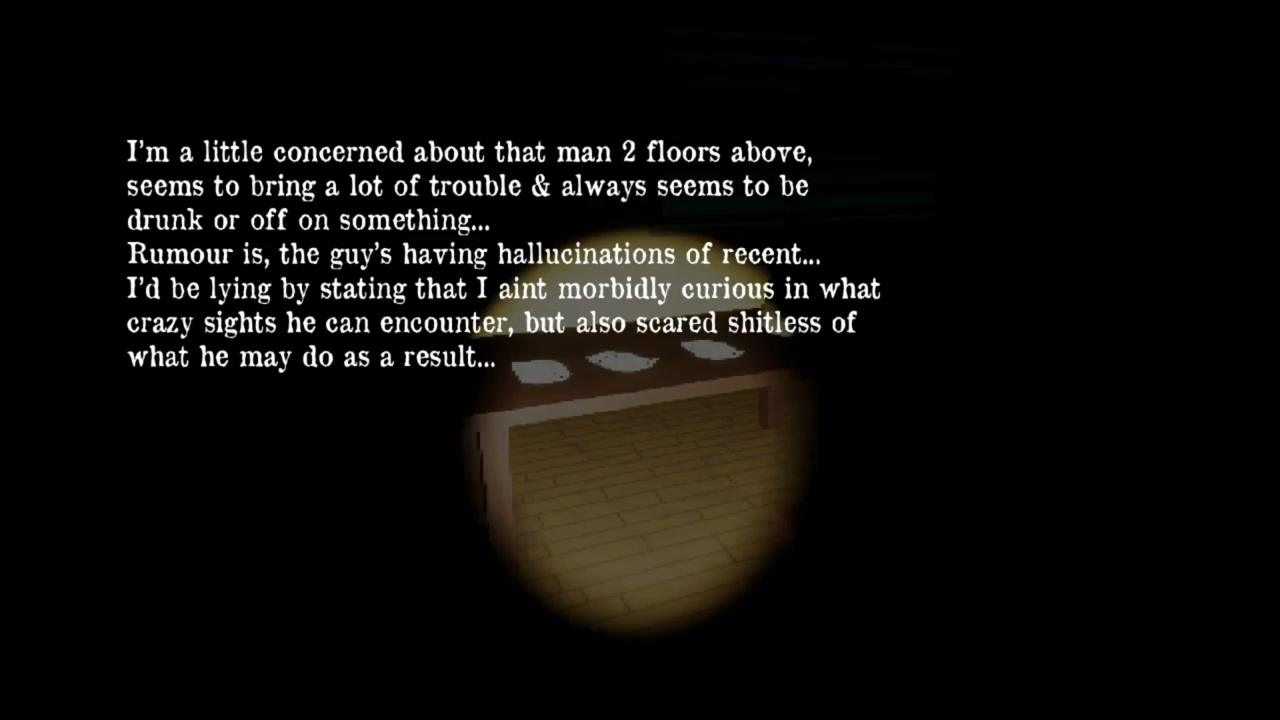 I'm a little concerned about that man 2 floors above,
seems to bring a lot of trouble & always seems to be
drunk or off on something...
Rumour is, the guy's having hallucinations of recent...
I'd be lying by stating that I aint morbidly curious in what
crazy sights he can encounter, but also scared shitless of
what he may do as a result...